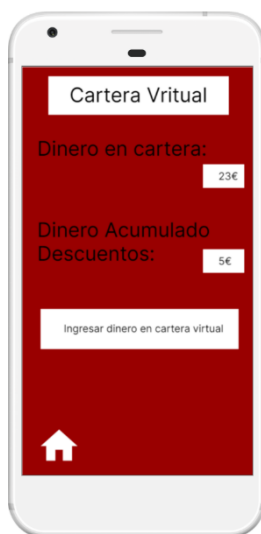 Cartera Vritual
Dinero en cartera:
23€
Dinero Acumulado
Descuentos:
5€
Ingresar dinero en cartera virtual